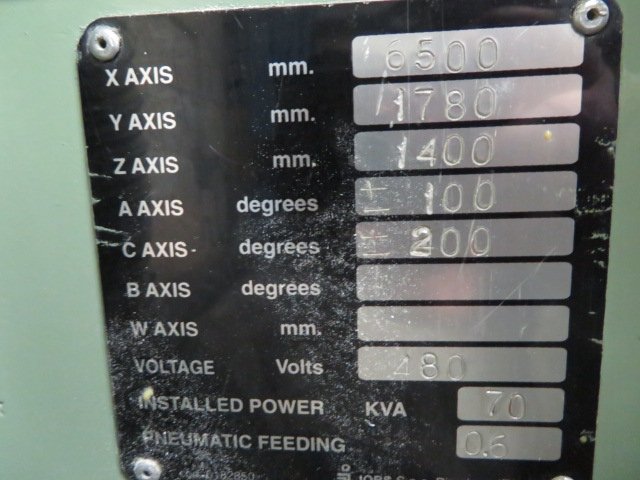 X AXIS mm. 6500
Y AXIS mm. 1780
Z AXIS mm. 1400
A AXIS degrees ± 100
C AXIS degrees ± 200
B AXIS degrees
W AXIS mm.
VOLTAGE Volts 480
INSTALLED POWER KVA 70
PNEUMATIC FEEDING 0.6
JOBS